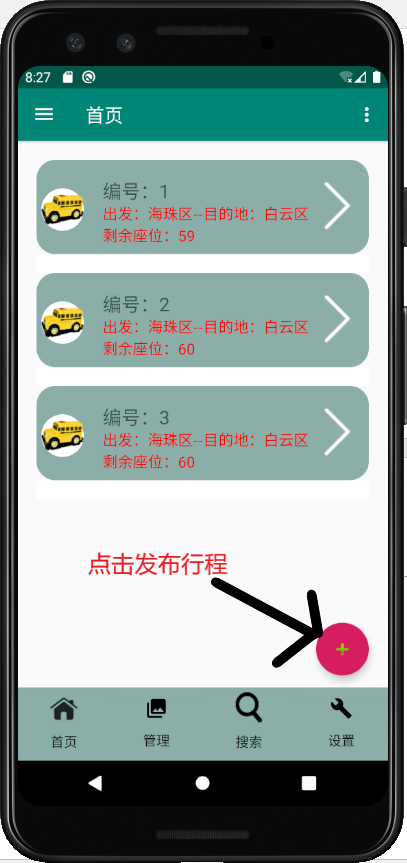 8:27
首页
编号：1
出发：海珠区--目的地：白云区
剩余座位：59
编号：2
出发：海珠区--目的地：白云区
剩余座位：60
编号：3
出发：海珠区--目的地：白云区
剩余座位：60
点击发布行程
+
首页 管理 搜索 设置